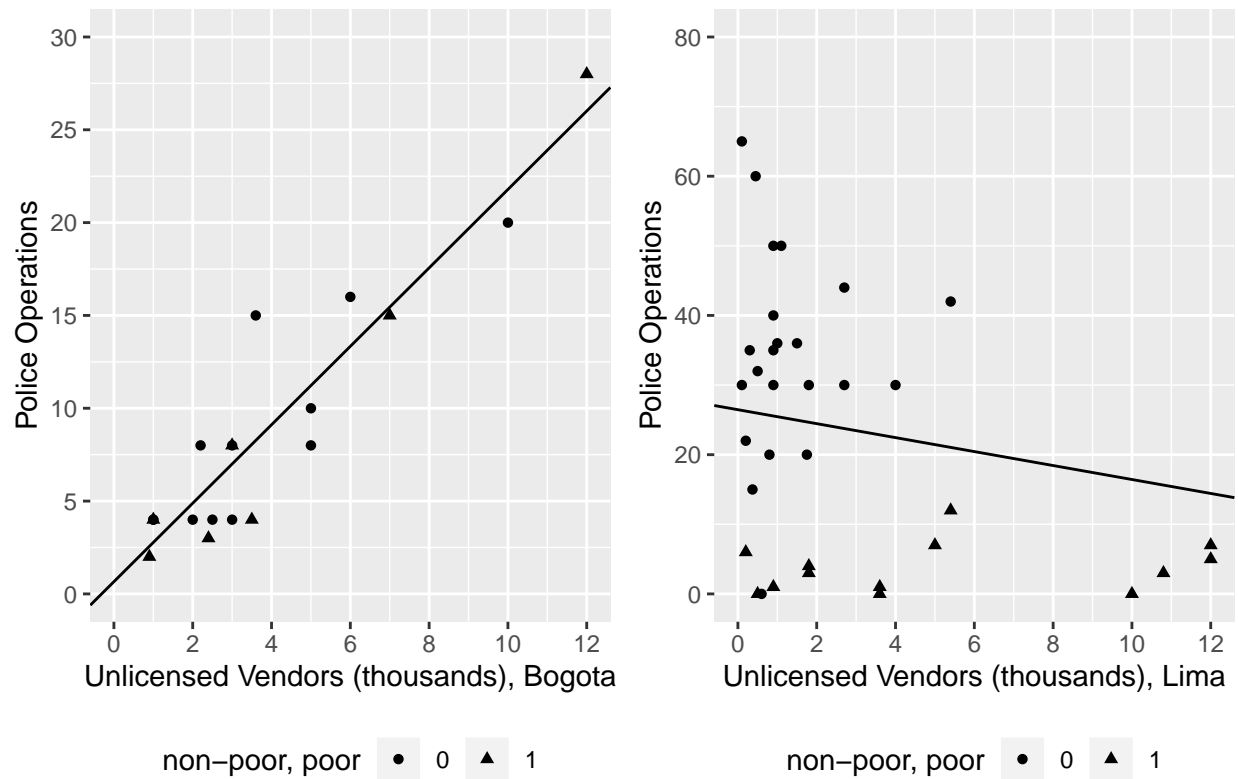 30
25
20
15
10
5
0
Police Operations
0 2 4 6 8 10 12
Unlicensed Vendors (thousands), Bogota
non−poor, poor 0 1
80
60
40
20
0
Police Operations
0 2 4 6 8 10 12
Unlicensed Vendors (thousands), Lima
non−poor, poor 0 1